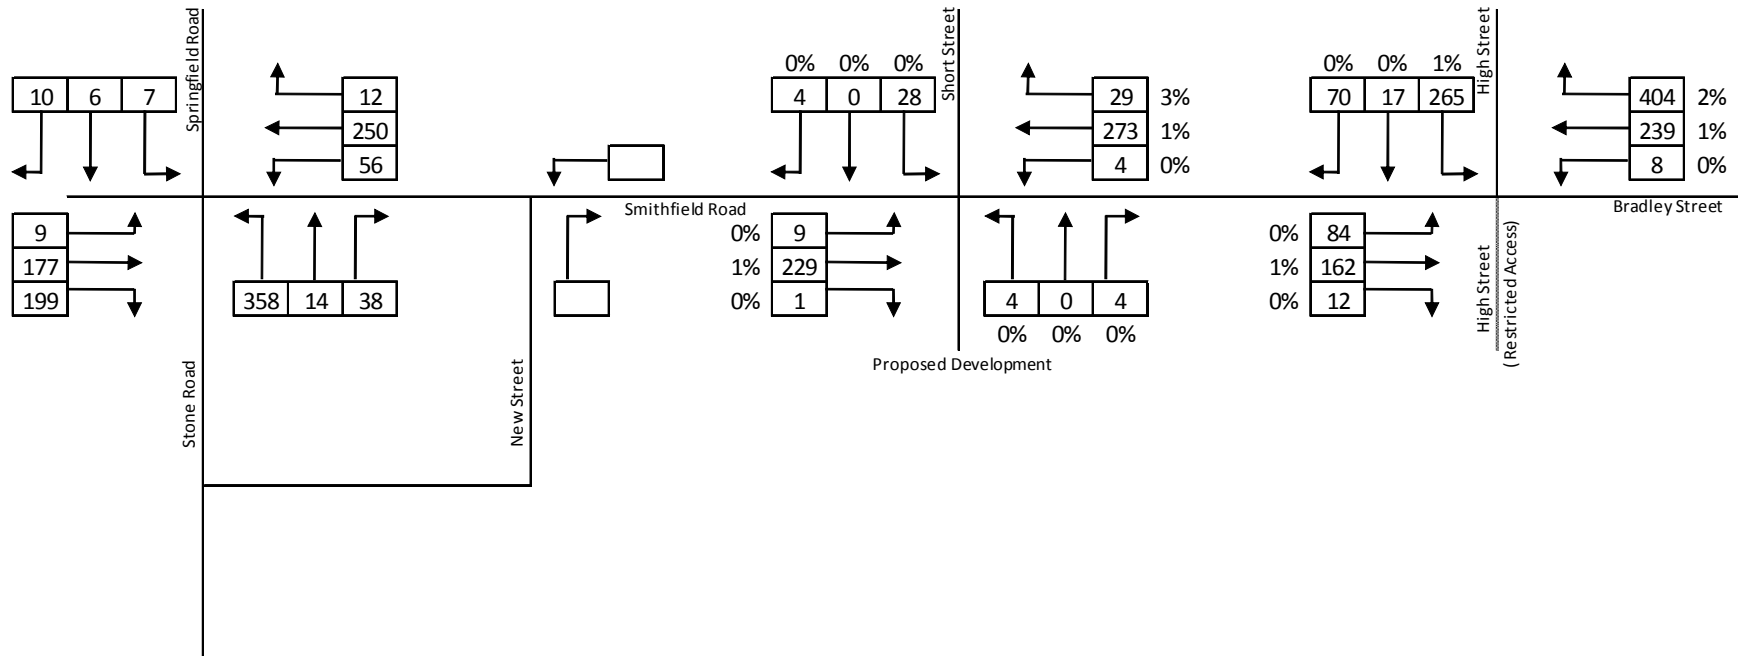 Springfield Road
10 6 7
12
250
56
9
177
199
358 14 38
Stone Road
New Street
Smithfield Road
0% 0% 0%
4 0 28
Short Street
29 3%
273 1%
4 0%
0% 9
1% 229
0% 1
4 0 4
0% 0% 0%
Proposed Development
0% 0% 1%
70 17 265
High Street
404 2%
239 1%
8 0%
Bradley Street
0% 84
1% 162
0% 12
High Street
(Restricted Access)